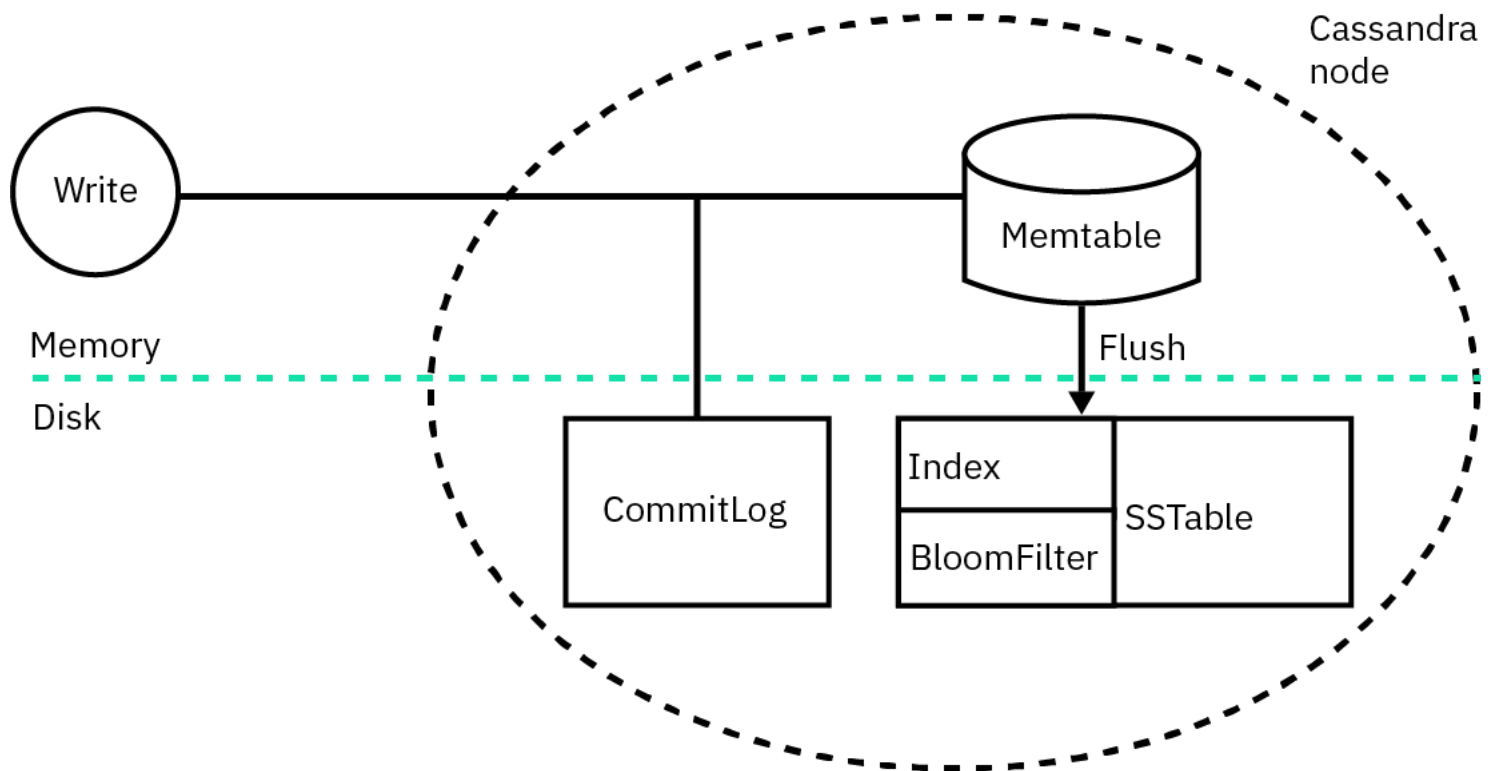 Cassandra
node
Write
Memtable
Memory
Flush
Disk
Index
CommitLog
SSTable
BloomFilter